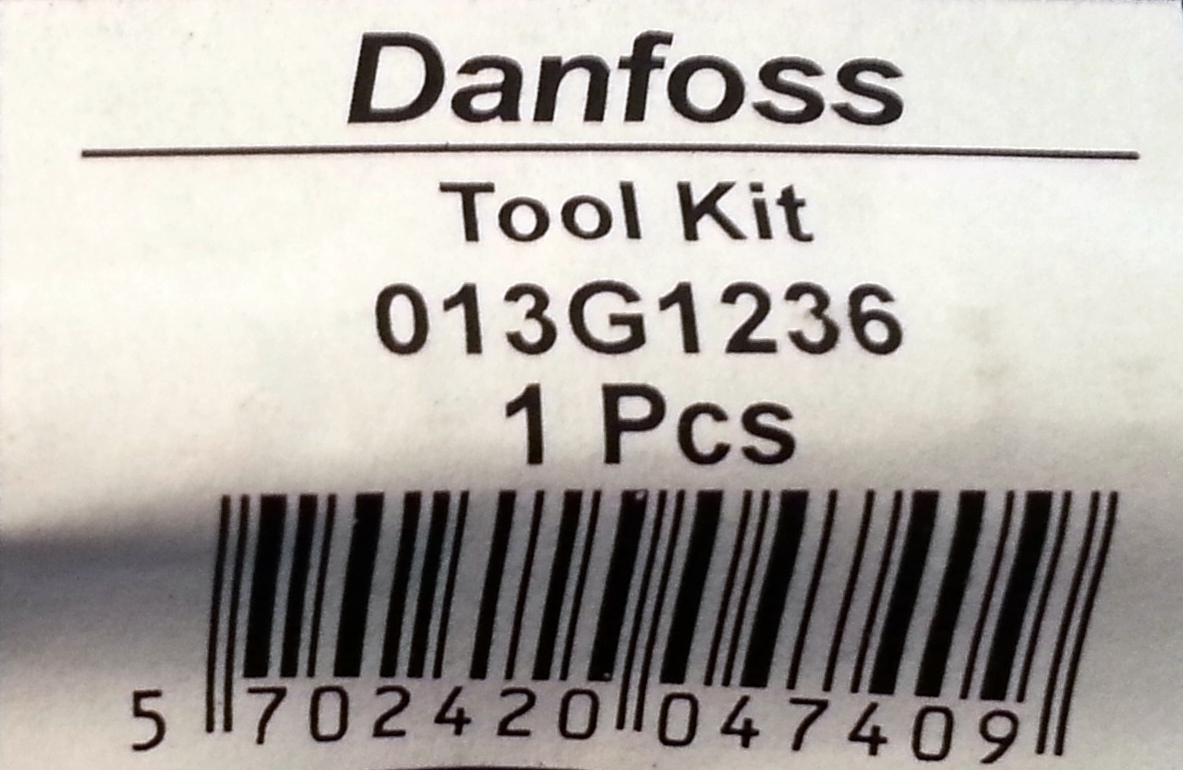 Danfoss
Tool Kit
013G1236
1 Pcs
5 702420 047409